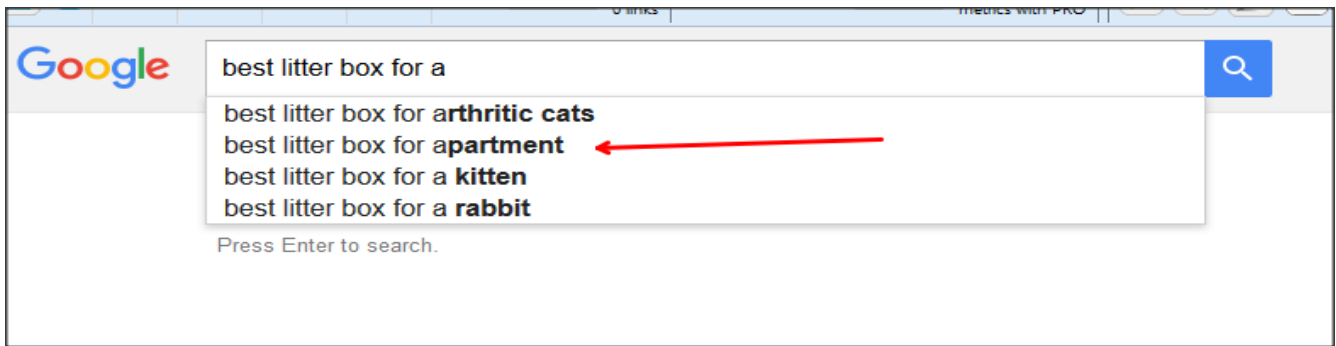 0 links metrics with PRO
Google best litter box for a
best litter box for arthritic cats
best litter box for apartment
best litter box for a kitten
best litter box for a rabbit
Press Enter to search.